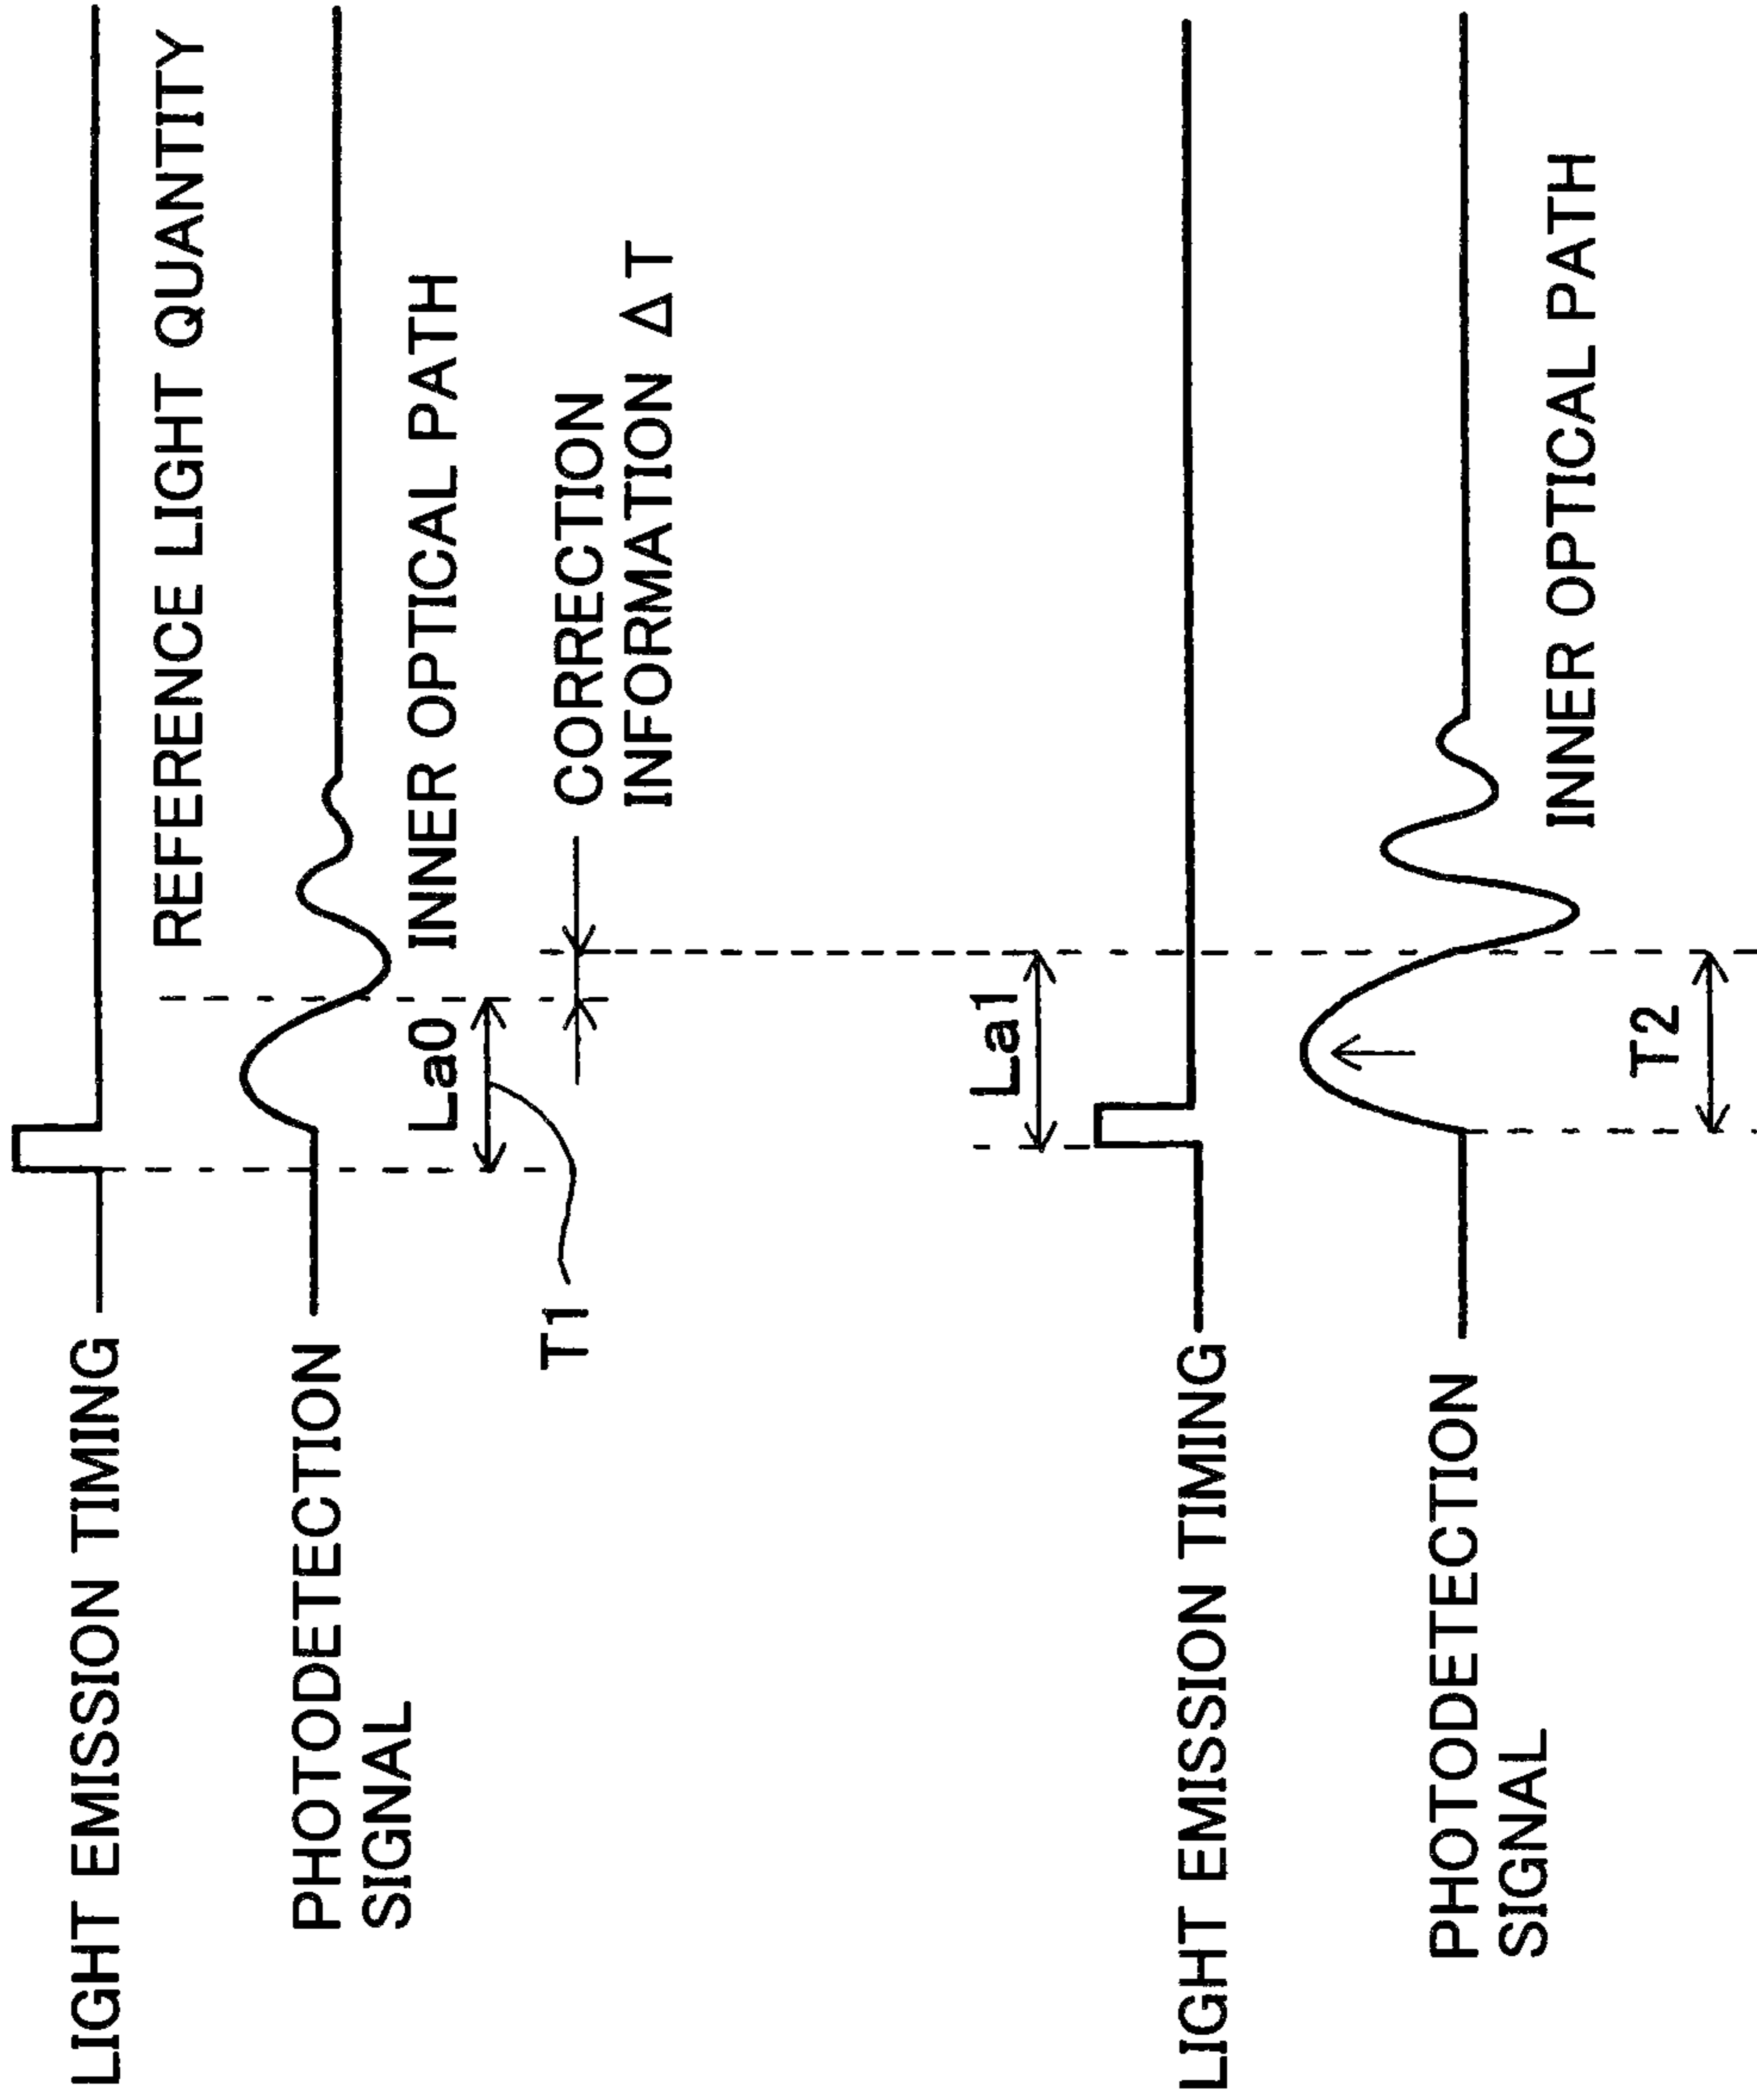 LIGHT EMISSION TIMING
REFERENCE LIGHT QUANTITY
PHOTODETECTION
SIGNAL
INNER OPTICAL PATH
La0
T1
CORRECTION
INFORMATION ΔT
La1
LIGHT EMISSION TIMING
PHOTODETECTION
SIGNAL
INNER OPTICAL PATH
T2